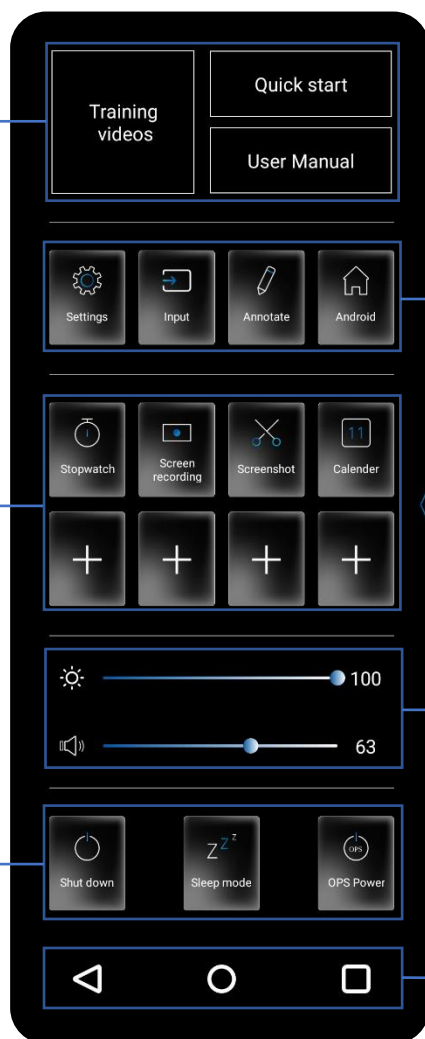 Training
videos
Quick start
User Manual
Settings
Input
Annotate
Android
Stopwatch
Screen
recording
Screenshot
11
Calender
100
63
Shut down
Z Z Z
Sleep mode
OPS
OPS Power